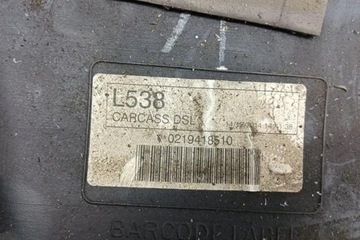 L538
CARCASS DSL
0219418510
BARCODE LABEL